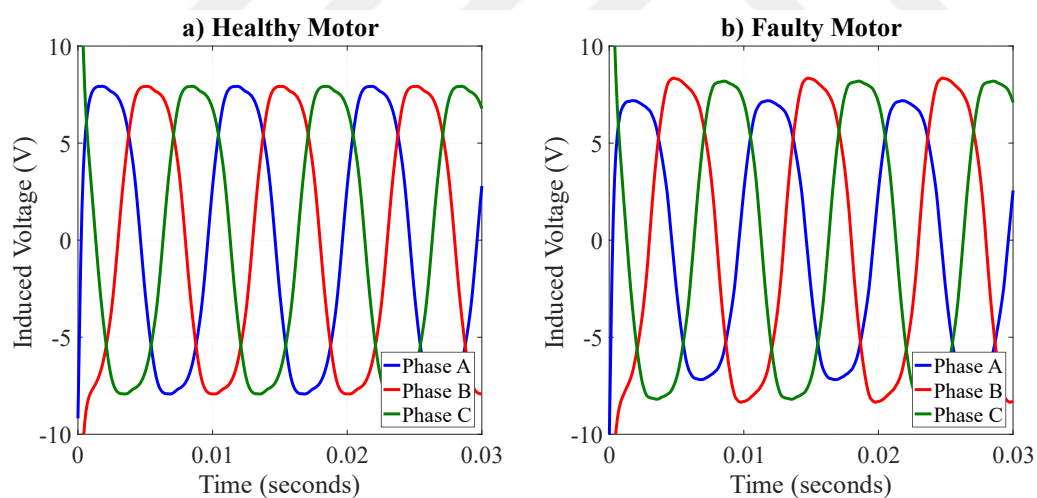 a) Healthy Motor
10
5
0
-5
-10
Induced Voltage (V)
0
0.01
0.02
0.03
Time (seconds)
Phase A
Phase B
Phase C
b) Faulty Motor
10
5
0
-5
-10
Induced Voltage (V)
0
0.01
0.02
0.03
Time (seconds)
Phase A
Phase B
Phase C